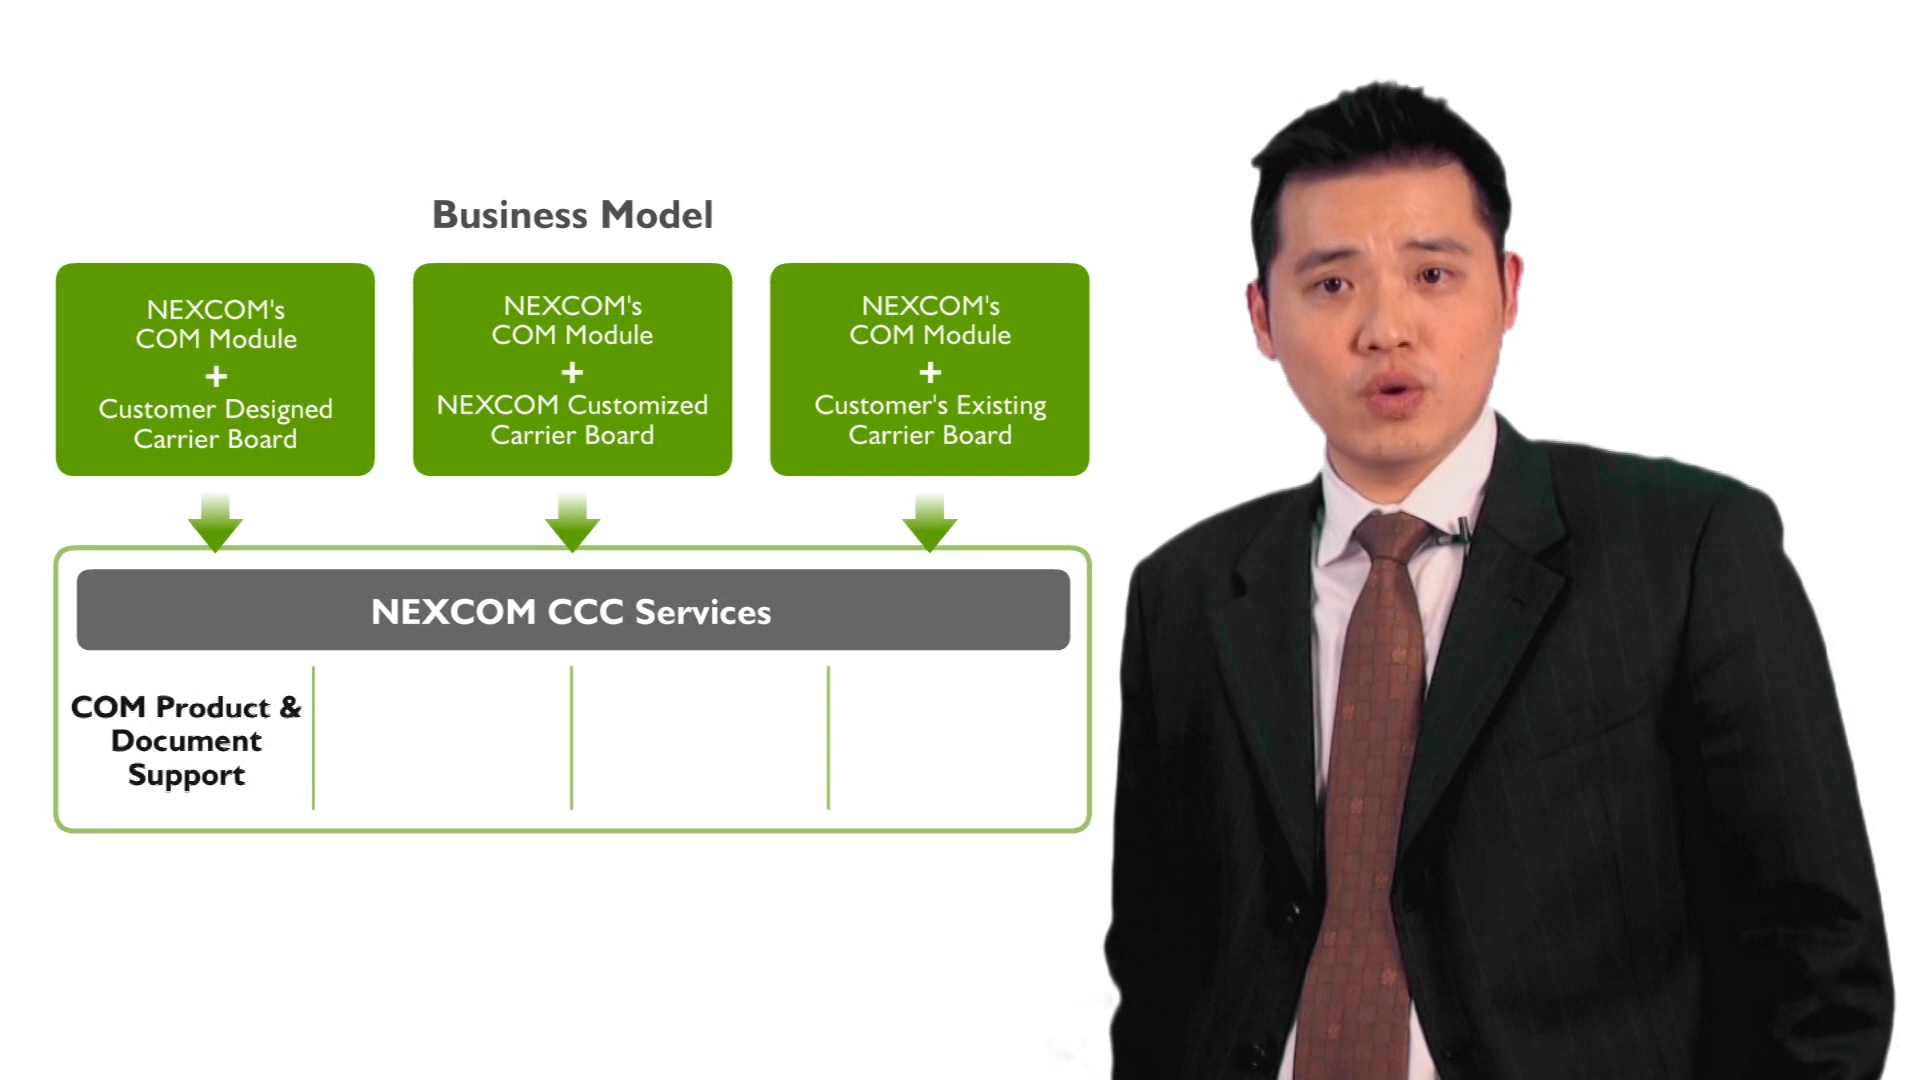 Business Model
NEXCOM's
COM Module
+
Customer Designed
Carrier Board
NEXCOM's
COM Module
+
NEXCOM Customized
Carrier Board
NEXCOM's
COM Module
+
Customer's Existing
Carrier Board
NEXCOM CCC Services
COM Product &
Document
Support